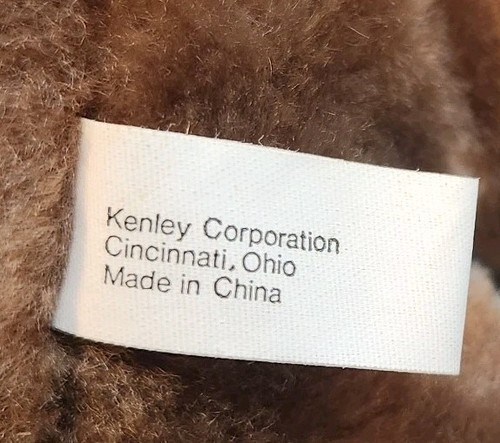 Kenley Corporation
Cincinnati, Ohio
Made in China